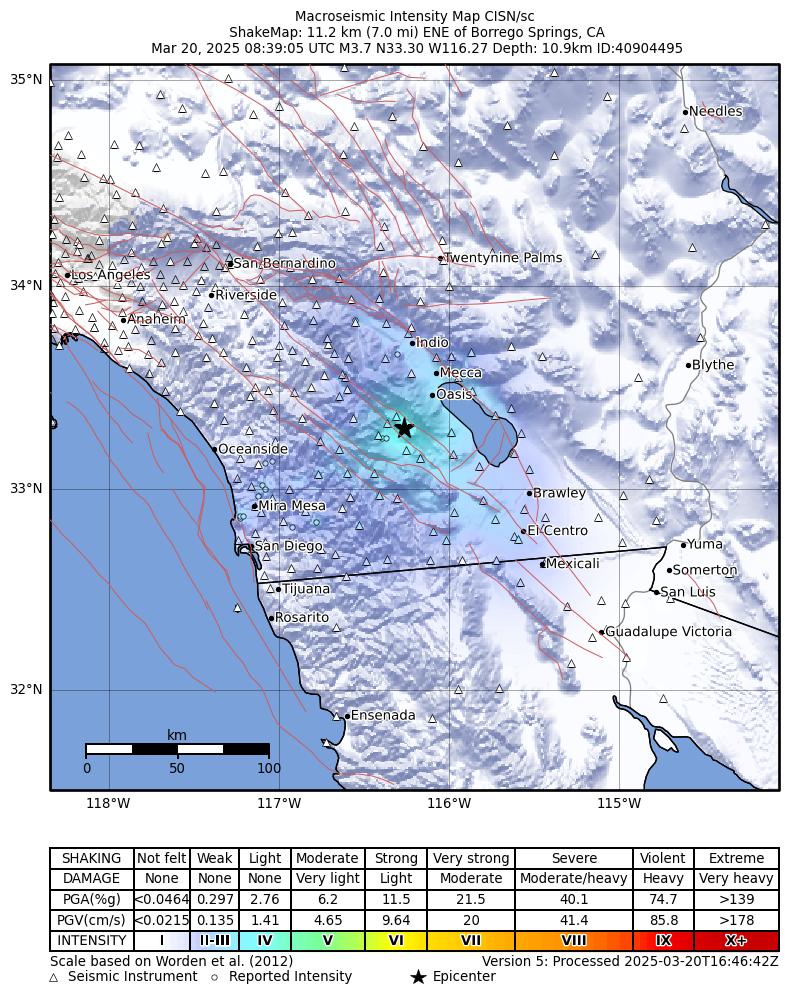 Macroseismic Intensity Map CISN/sc
ShakeMap: 11.2 km (7.0 mi) ENE of Borrego Springs, CA
Mar 20, 2025 08:39:05 UTC M3.7 N33.30 W116.27 Depth: 10.9km ID:40904495
35°N
Needles
Twentynine Palms
San Bernardino
Los Angeles
34°N
Riverside
Anaheim
Indio
Blythe
Mecca
Oasis
Oceanside
33°N
Brawley
Mira Mesa
El Centro
San Diego
Yuma
Mexicali
Somerton
Tijuana
San Luis
Rosarito
Guadalupe Victoria
32°N
Ensenada
km
0 50 100
118°W 117°W 116°W 115°W
SHAKING Not felt Weak Light Moderate Strong Very strong Severe Violent Extreme
DAMAGE None None None Very light Light Moderate Moderate/heavy Heavy Very heavy
PGA(%g) <0.0464 0.297 2.76 6.2 11.5 21.5 40.1 74.7 >139
PGV(cm/s) <0.0215 0.135 1.41 4.65 9.64 20 41.4 85.8 >178
INTENSITY I II-III IV V VI VII VIII IX X+
Scale based on Worden et al. (2012) Version 5: Processed 2025-03-20T16:46:42Z
△ Seismic Instrument ○ Reported Intensity ★ Epicenter